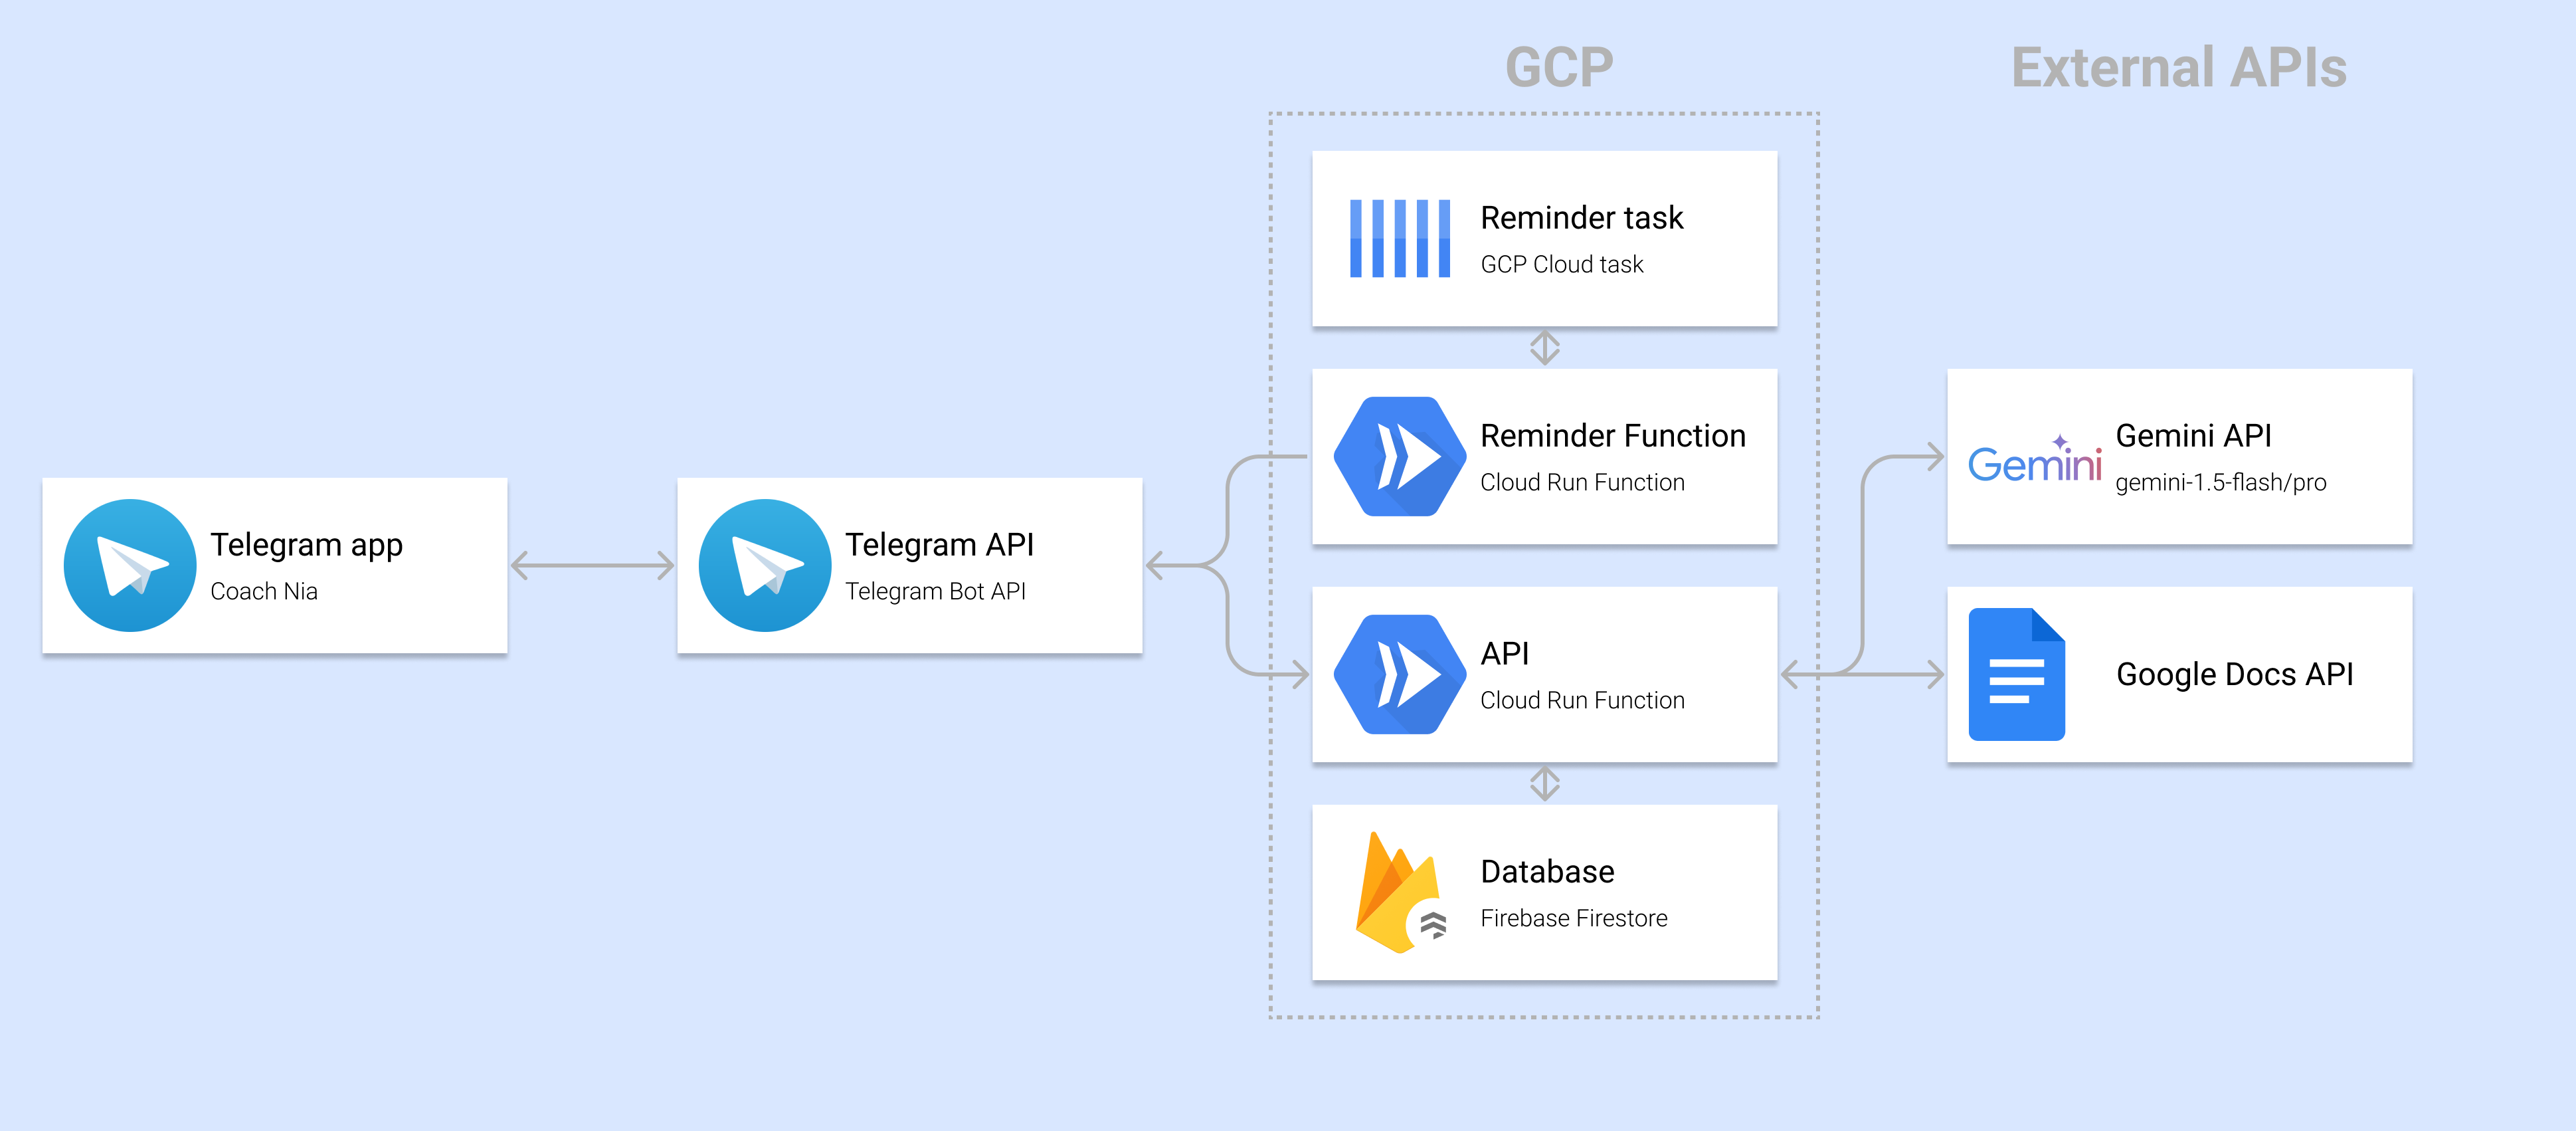 GCP
External APIs
Reminder task
GCP Cloud task
Reminder Function
Cloud Run Function
Gemini
Gemini API
gemini-1.5-flash/pro
Telegram app
Coach Nia
Telegram API
Telegram Bot API
API
Cloud Run Function
Google Docs API
Database
Firebase Firestore